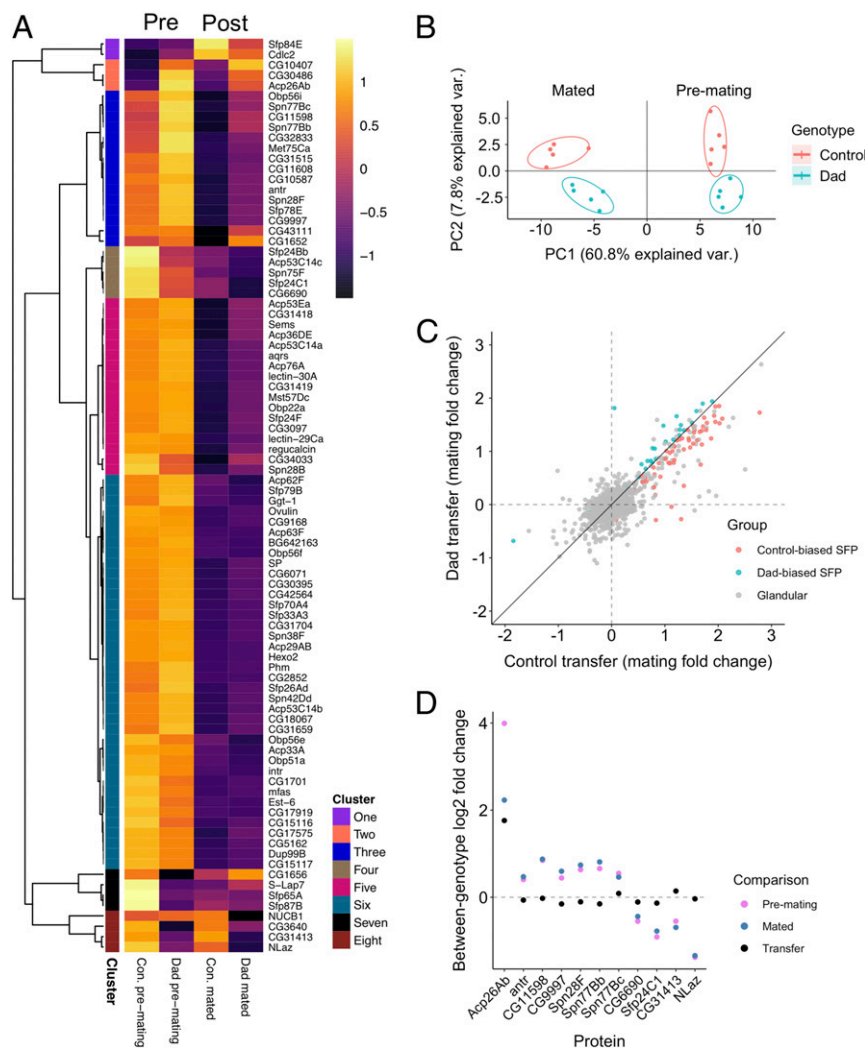 A
Pre Post
Sfp84E
Cdlc2
CG10407
CG30486
Acp26Ab
Obp56i
Spn77Bc
CG11598
Spn77Bb
CG32833
Met75Ca
CG31515
CG11608
CG10587
antr
Spn28F
Sfp78E
CG9997
CG43111
CG1652
Sfp24Bb
Acp53C14c
Spn75F
Sfp24C1
CG6690
Acp53Ea
CG31418
Sems
Acp36DE
Acp53C14a
aqrs
Acp76A
lectin-30A
CG31419
Mst57Dc
Obp22a
Sfp24F
CG3097
lectin-29Ca
regucalcin
CG34033
Spn28B
Acp62F
Sfp79B
Ggt-1
Ovulin
CG9168
Acp63F
BG642163
Obp56f
SP
CG6071
CG30395
CG42564
Sfp70A4
Sfp33A3
CG31704
Spn38F
Acp29AB
Hexo2
Phm
CG2852
Sfp26Ad
Spn42Dd
Acp53C14b
CG18067
CG31659
Obp56e
Acp33A
Obp51a
intr
CG1701
mfas
Est-6
CG17919
CG15116
CG17575
CG5162
Dup99B
CG15117
CG1656
S-Lap7
Sfp65A
Sfp87B
NUCB1
CG3640
CG31413
NLaz
1
0.5
0
−0.5
−1
Cluster
One
Two
Three
Four
Five
Six
Seven
Eight
Cluster
Con. pre-mating
Dad pre-mating
Con. mated
Dad mated
B
Mated Pre-mating
PC2 (7.8% explained var.)
5.0
2.5
0.0
-2.5
-10 -5 0 5 10
PC1 (60.8% explained var.)
Genotype
Control
Dad
C
Dad transfer (mating fold change)
3
2
1
0
-1
-2
-2 -1 0 1 2 3
Control transfer (mating fold change)
Group
Control-biased SFP
Dad-biased SFP
Glandular
D
Between-genotype log2 fold change
4
2
0
Acp26Ab
antr
CG11598
CG9997
Spn28F
Spn77Bb
Spn77Bc
CG6690
Sfp24C1
CG31413
NLaz
Protein
Comparison
Pre-mating
Mated
Transfer